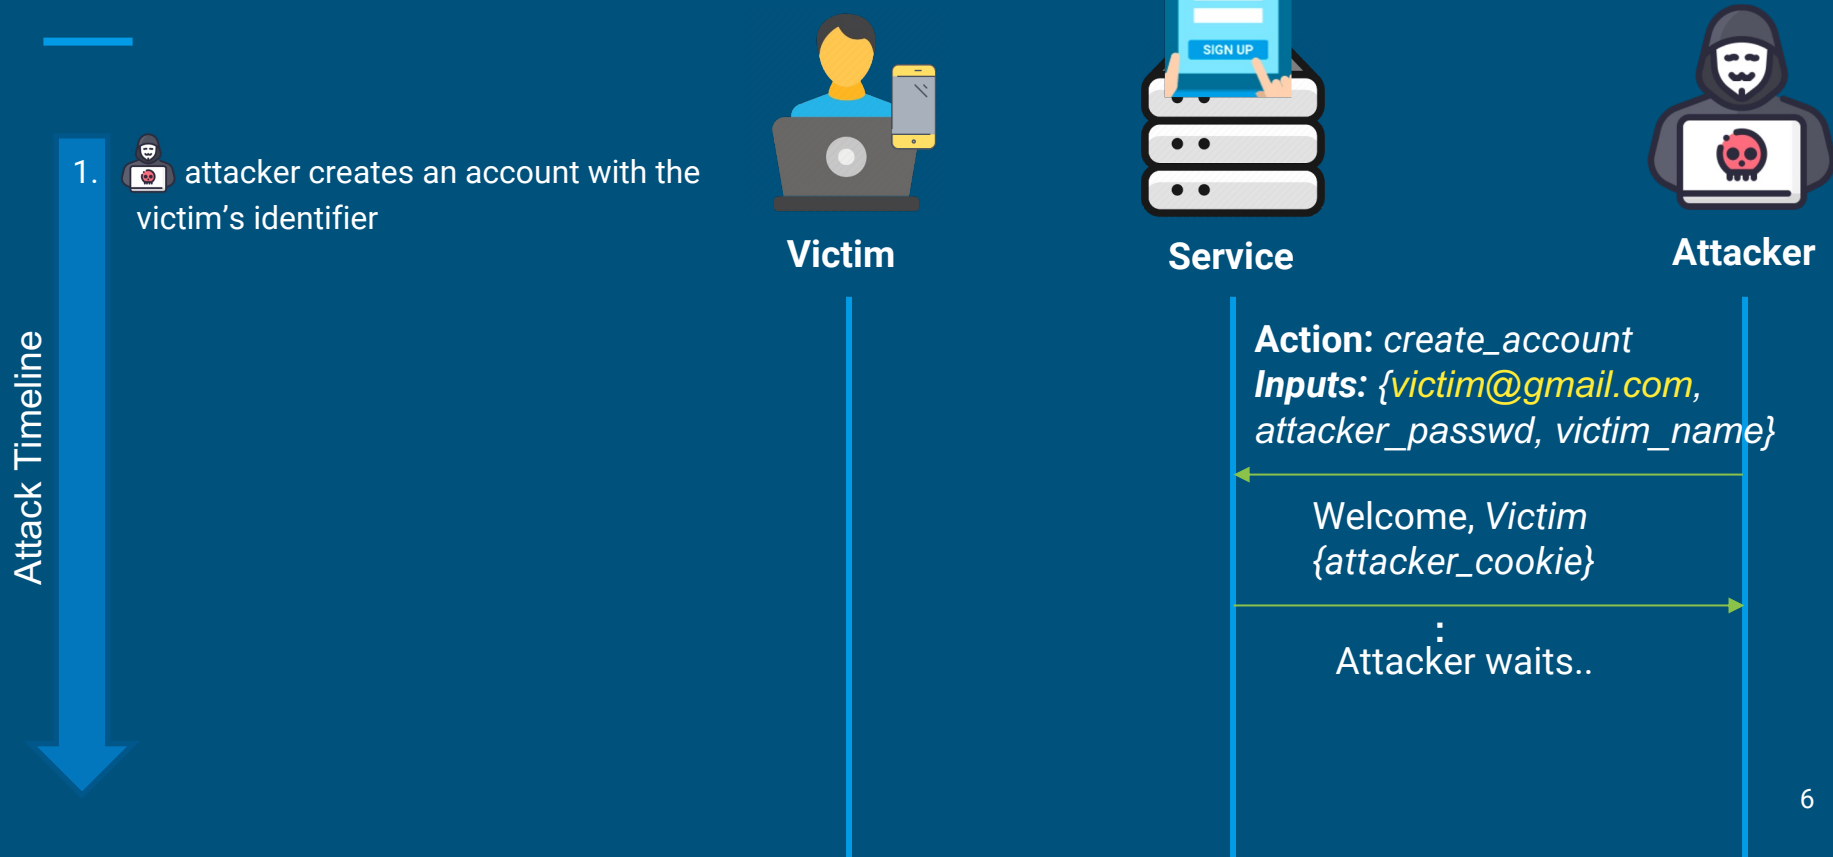 SIGN UP
1. attacker creates an account with the
victim's identifier
Victim
Service
Attacker
Attack Timeline
Action: create_account
Inputs: {victim@gmail.com,
attacker_passwd, victim_name}
Welcome, Victim
{attacker_cookie}
:
Attacker waits..
6